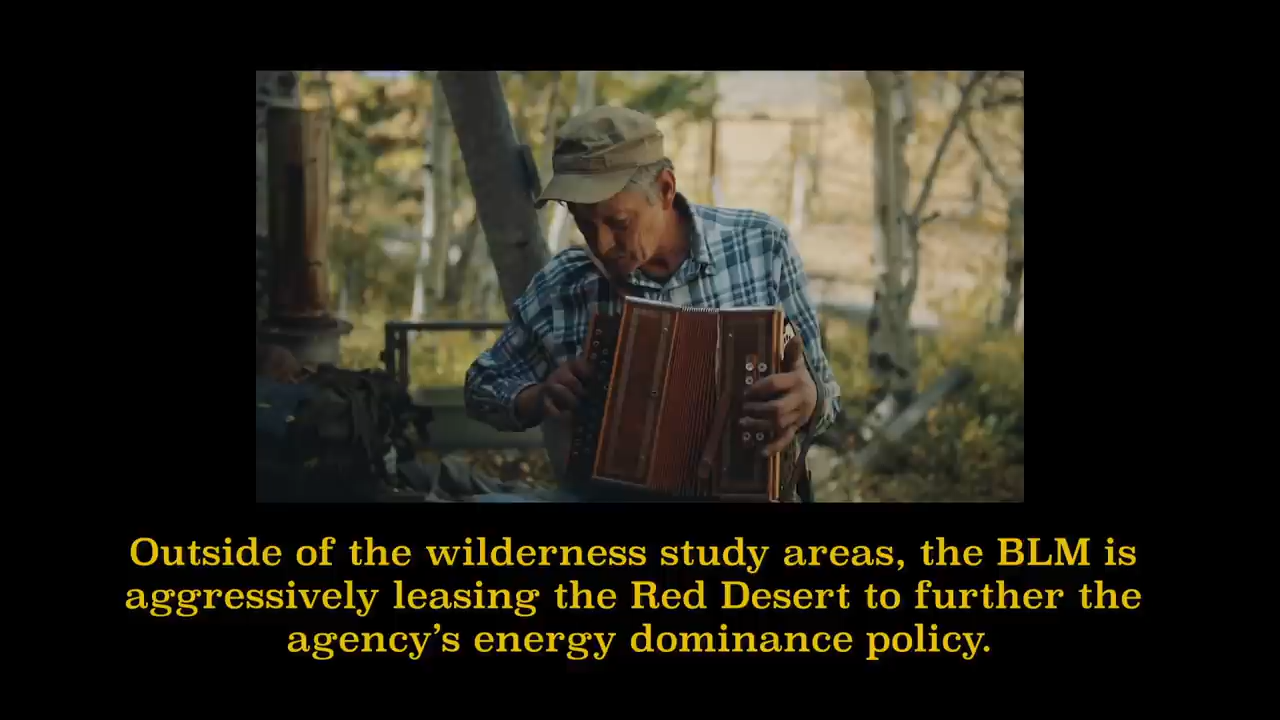 Outside of the wilderness study areas, the BLM is
aggressively leasing the Red Desert to further the
agency’s energy dominance policy.